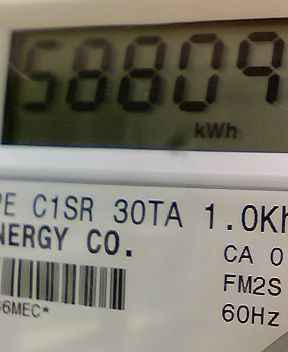 58809
kWh
PE C1SR 30TA 1.0Kh
NERGY CO.
CA 0
FM2S
60Hz
6MEC*